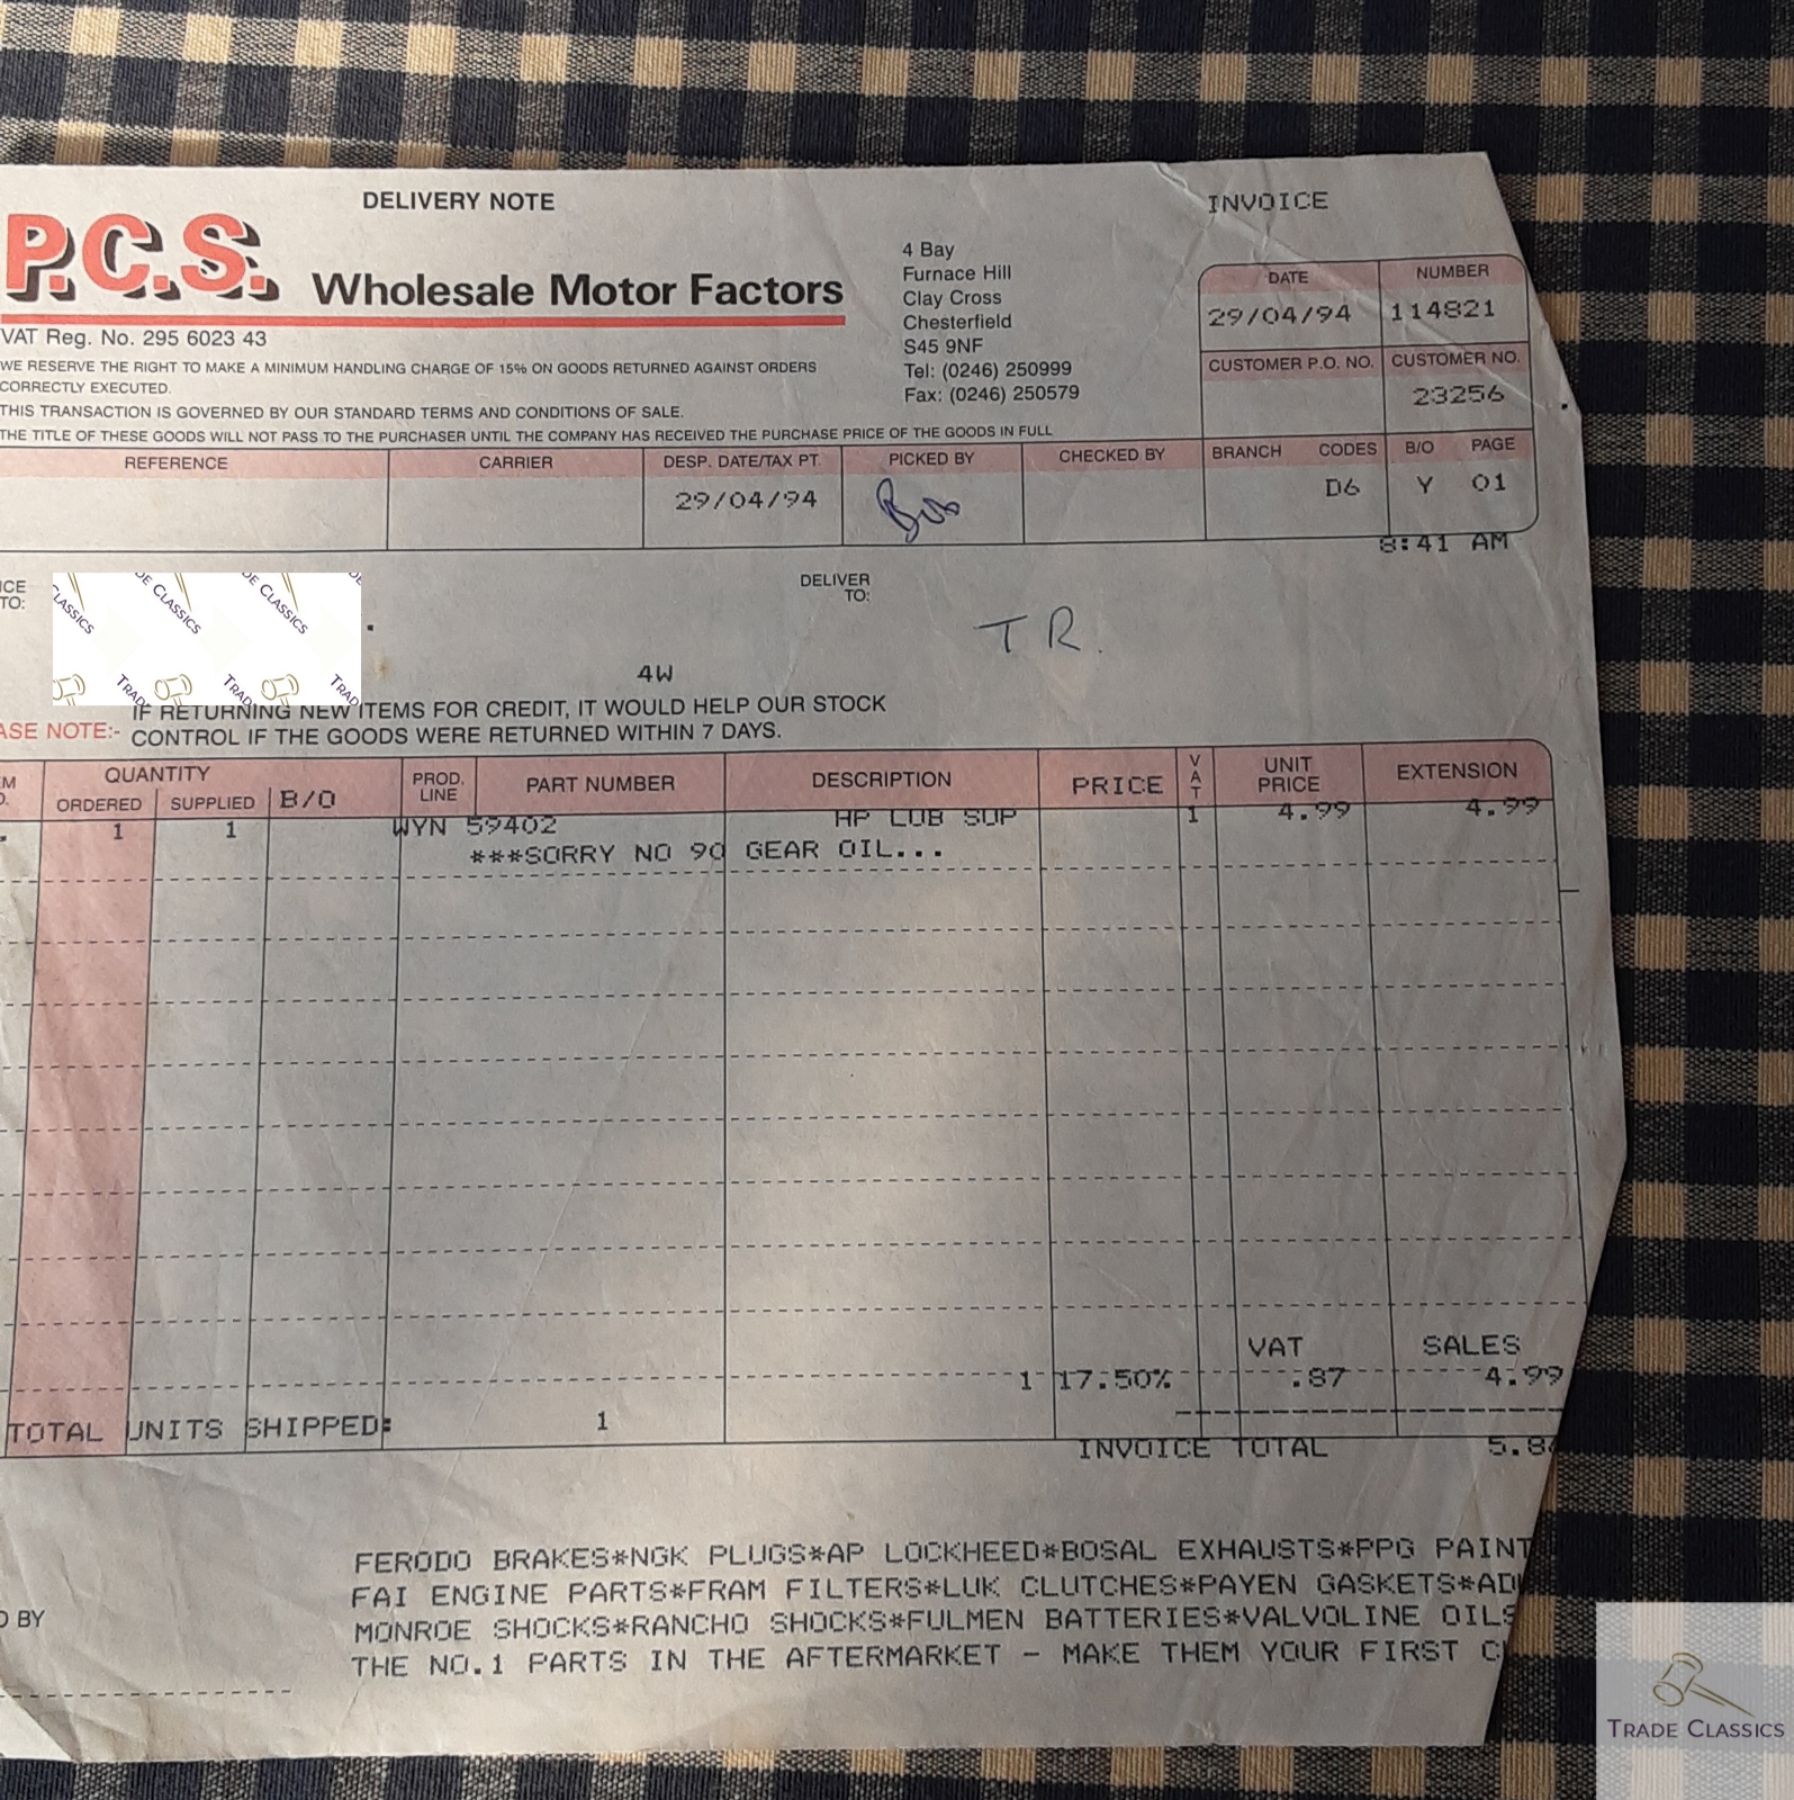 DELIVERY NOTE
INVOICE
P.C.S. Wholesale Motor Factors
4 Bay
Furnace Hill
Clay Cross
Chesterfield
S45 9NF
Tel: (0246) 250999
Fax: (0246) 250579
DATE NUMBER
29/04/94 114821
CUSTOMER P.O. NO. CUSTOMER NO.
23256
VAT Reg. No. 295 6023 43
WE RESERVE THE RIGHT TO MAKE A MINIMUM HANDLING CHARGE OF 15% ON GOODS RETURNED AGAINST ORDERS
CORRECTLY EXECUTED.
THIS TRANSACTION IS GOVERNED BY OUR STANDARD TERMS AND CONDITIONS OF SALE.
THE TITLE OF THESE GOODS WILL NOT PASS TO THE PURCHASER UNTIL THE COMPANY HAS RECEIVED THE PURCHASE PRICE OF THE GOODS IN FULL
REFERENCE CARRIER DESP. DATE/TAX PT. PICKED BY CHECKED BY BRANCH CODES B/O PAGE
29/04/94 Bob D6 Y 01
8:41 AM
TO:
DELIVER
TO:
TR.
4W
IF RETURNING NEW ITEMS FOR CREDIT, IT WOULD HELP OUR STOCK
NOTE:- CONTROL IF THE GOODS WERE RETURNED WITHIN 7 DAYS.
QUANTITY
ORDERED SUPPLIED B/O PROD. LINE PART NUMBER DESCRIPTION PRICE VAT UNIT PRICE EXTENSION
1 1 WYN 59402 HP LUB SUP 1 4.99 4.99
***SORRY NO 90 GEAR OIL...
VAT SALES
1 17.50% .87 4.99
TOTAL UNITS SHIPPED: 1
INVOICE TOTAL 5.8
FERODO BRAKES*NGK PLUGS*AP LOCKHEED*BOSAL EXHAUSTS*PPG PAINT
FAI ENGINE PARTS*FRAM FILTERS*LUK CLUTCHES*PAYEN GASKETS*
MONROE SHOCKS*RANCHO SHOCKS*FULMEN BATTERIES*VALVOLINE OILS
THE NO.1 PARTS IN THE AFTERMARKET - MAKE THEM YOUR FIRST
BY
TRADE CLASSICS